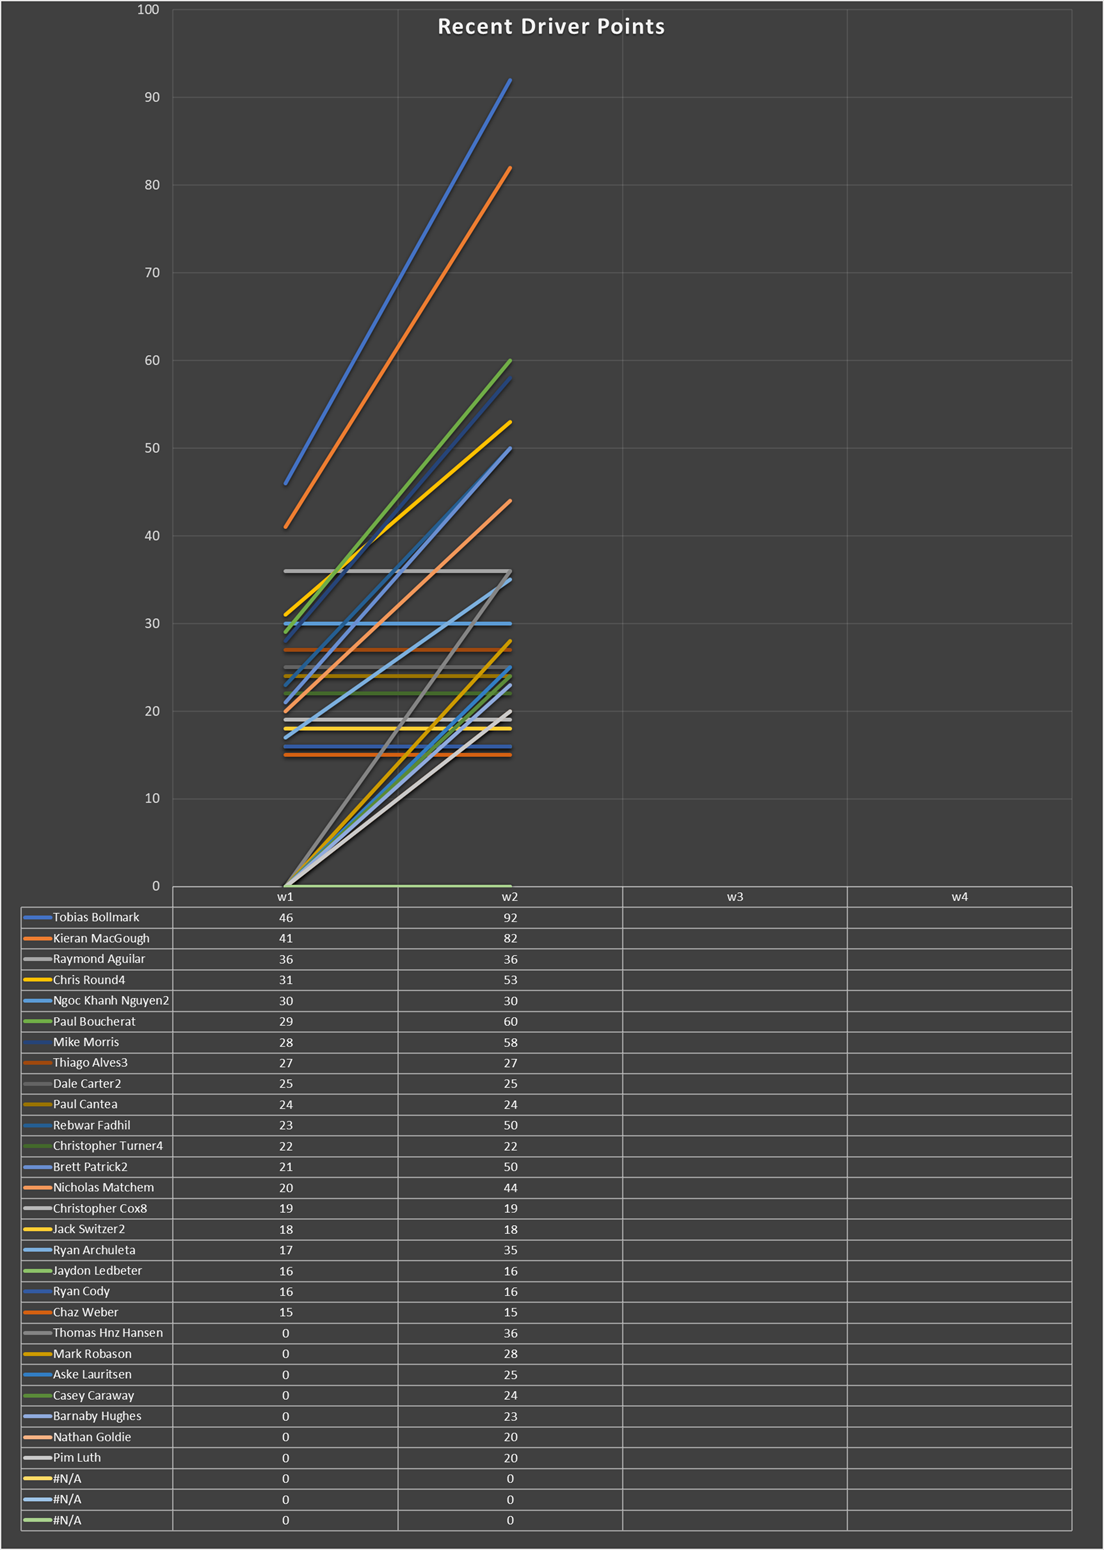 Recent Driver Points
100
90
80
70
60
50
40
30
20
10
0
w1 w2 w3 w4
Tobias Bollmark 46 92
Kieran MacGough 41 82
Raymond Aguilar 36 36
Chris Round4 31 53
Ngoc Khanh Nguyen2 30 30
Paul Boucherat 29 60
Mike Morris 28 58
Thiago Alves3 27 27
Dale Carter2 25 25
Paul Cantea 24 24
Rebwar Fadhil 23 50
Christopher Turner4 22 22
Brett Patrick2 21 50
Nicholas Matchem 20 44
Christopher Cox8 19 19
Jack Switzer2 18 18
Ryan Archuleta 17 35
Jaydon Ledbeter 16 16
Ryan Cody 16 16
Chaz Weber 15 15
Thomas Hnz Hansen 0 36
Mark Robason 0 28
Aske Lauritsen 0 25
Casey Caraway 0 24
Barnaby Hughes 0 23
Nathan Goldie 0 20
Pim Luth 0 20
#N/A 0 0
#N/A 0 0
#N/A 0 0